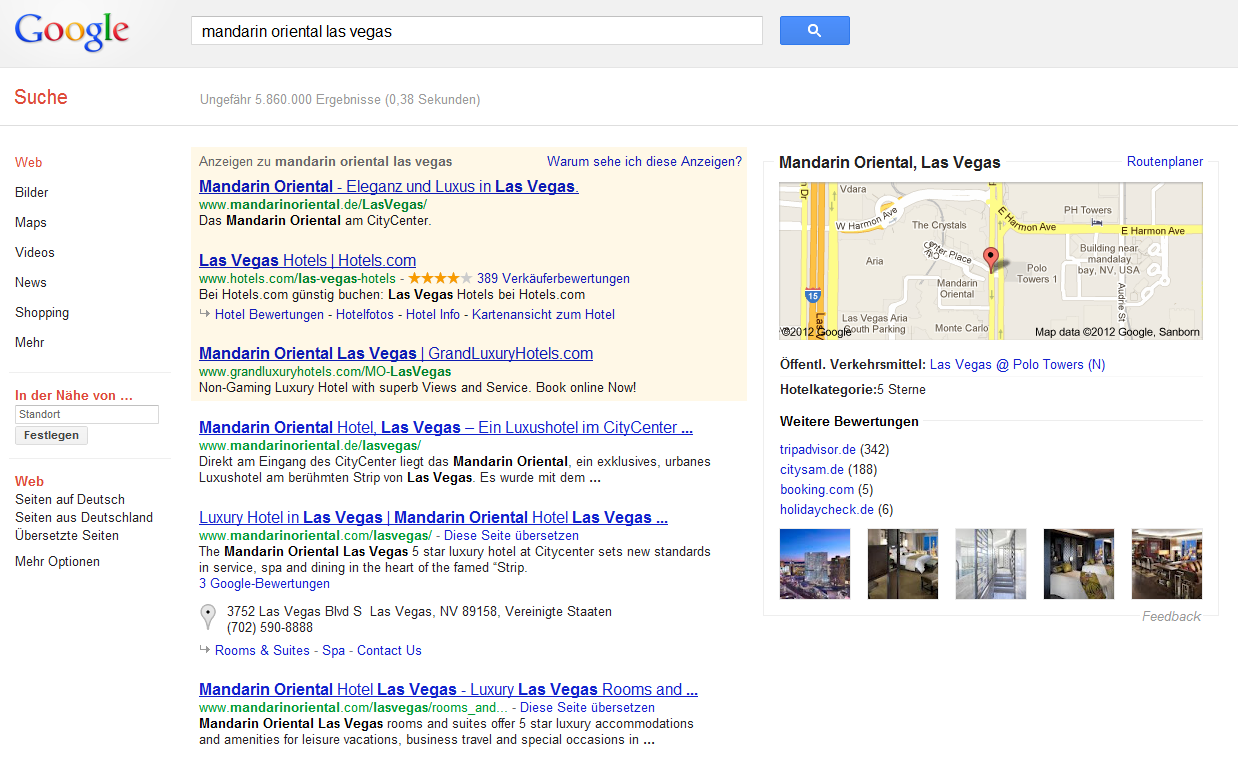 Google
mandarin oriental las vegas
Suche
Ungefähr 5.860.000 Ergebnisse (0,38 Sekunden)
Web
Bilder
Maps
Videos
News
Shopping
Mehr
In der Nähe von ...
Standort
Festlegen
Web
Seiten auf Deutsch
Seiten aus Deutschland
Übersetzte Seiten
Mehr Optionen
Anzeigen zu mandarin oriental las vegas
Warum sehe ich diese Anzeigen?
Mandarin Oriental - Eleganz und Luxus in Las Vegas.
www.mandarinoriental.de/LasVegas/
Das Mandarin Oriental am CityCenter.
Las Vegas Hotels | Hotels.com
www.hotels.com/las-vegas-hotels - 389 Verkäuferbewertungen
Bei Hotels.com günstig buchen: Las Vegas Hotels bei Hotels.com
Hotel Bewertungen - Hotelfotos - Hotel Info - Kartenansicht zum Hotel
Mandarin Oriental Las Vegas | GrandLuxuryHotels.com
www.grandluxuryhotels.com/MO-LasVegas
Non-Gaming Luxury Hotel with superb Views and Service. Book online Now!
Mandarin Oriental Hotel, Las Vegas – Ein Luxushotel im CityCenter ...
www.mandarinoriental.de/lasvegas/
Direkt am Eingang des CityCenter liegt das Mandarin Oriental, ein exklusives, urbanes
Luxushotel am berühmten Strip von Las Vegas. Es wurde mit dem ...
Luxury Hotel in Las Vegas | Mandarin Oriental Hotel Las Vegas ...
www.mandarinoriental.com/lasvegas/ - Diese Seite übersetzen
The Mandarin Oriental Las Vegas 5 star luxury hotel at Citycenter sets new standards
in service, spa and dining in the heart of the famed “Strip.
3 Google-Bewertungen
3752 Las Vegas Blvd S Las Vegas, NV 89158, Vereinigte Staaten
(702) 590-8888
Rooms & Suites - Spa - Contact Us
Mandarin Oriental Hotel Las Vegas - Luxury Las Vegas Rooms and ...
www.mandarinoriental.com/lasvegas/rooms_and... - Diese Seite übersetzen
Mandarin Oriental Las Vegas rooms and suites offer 5 star luxury accommodations
and amenities for leisure vacations, business travel and special occasions in ...
Mandarin Oriental, Las Vegas
Routenplaner
Vdara
W Harmon Ave
PH Towers
E Harmon Ave
E Harmon Ave
The Crystals
Building near
mandalay
bay, NV, USA
Aria
City Center Place
Polo
Towers 1
Mandarin
Oriental
15
Audrie St
Las Vegas Aria
South Parking
Monte Carlo
©2012 Google
Map data ©2012 Google, Sanborn
Öffentl. Verkehrsmittel: Las Vegas @ Polo Towers (N)
Hotelkategorie:5 Sterne
Weitere Bewertungen
tripadvisor.de (342)
citysam.de (188)
booking.com (5)
holidaycheck.de (6)
Feedback